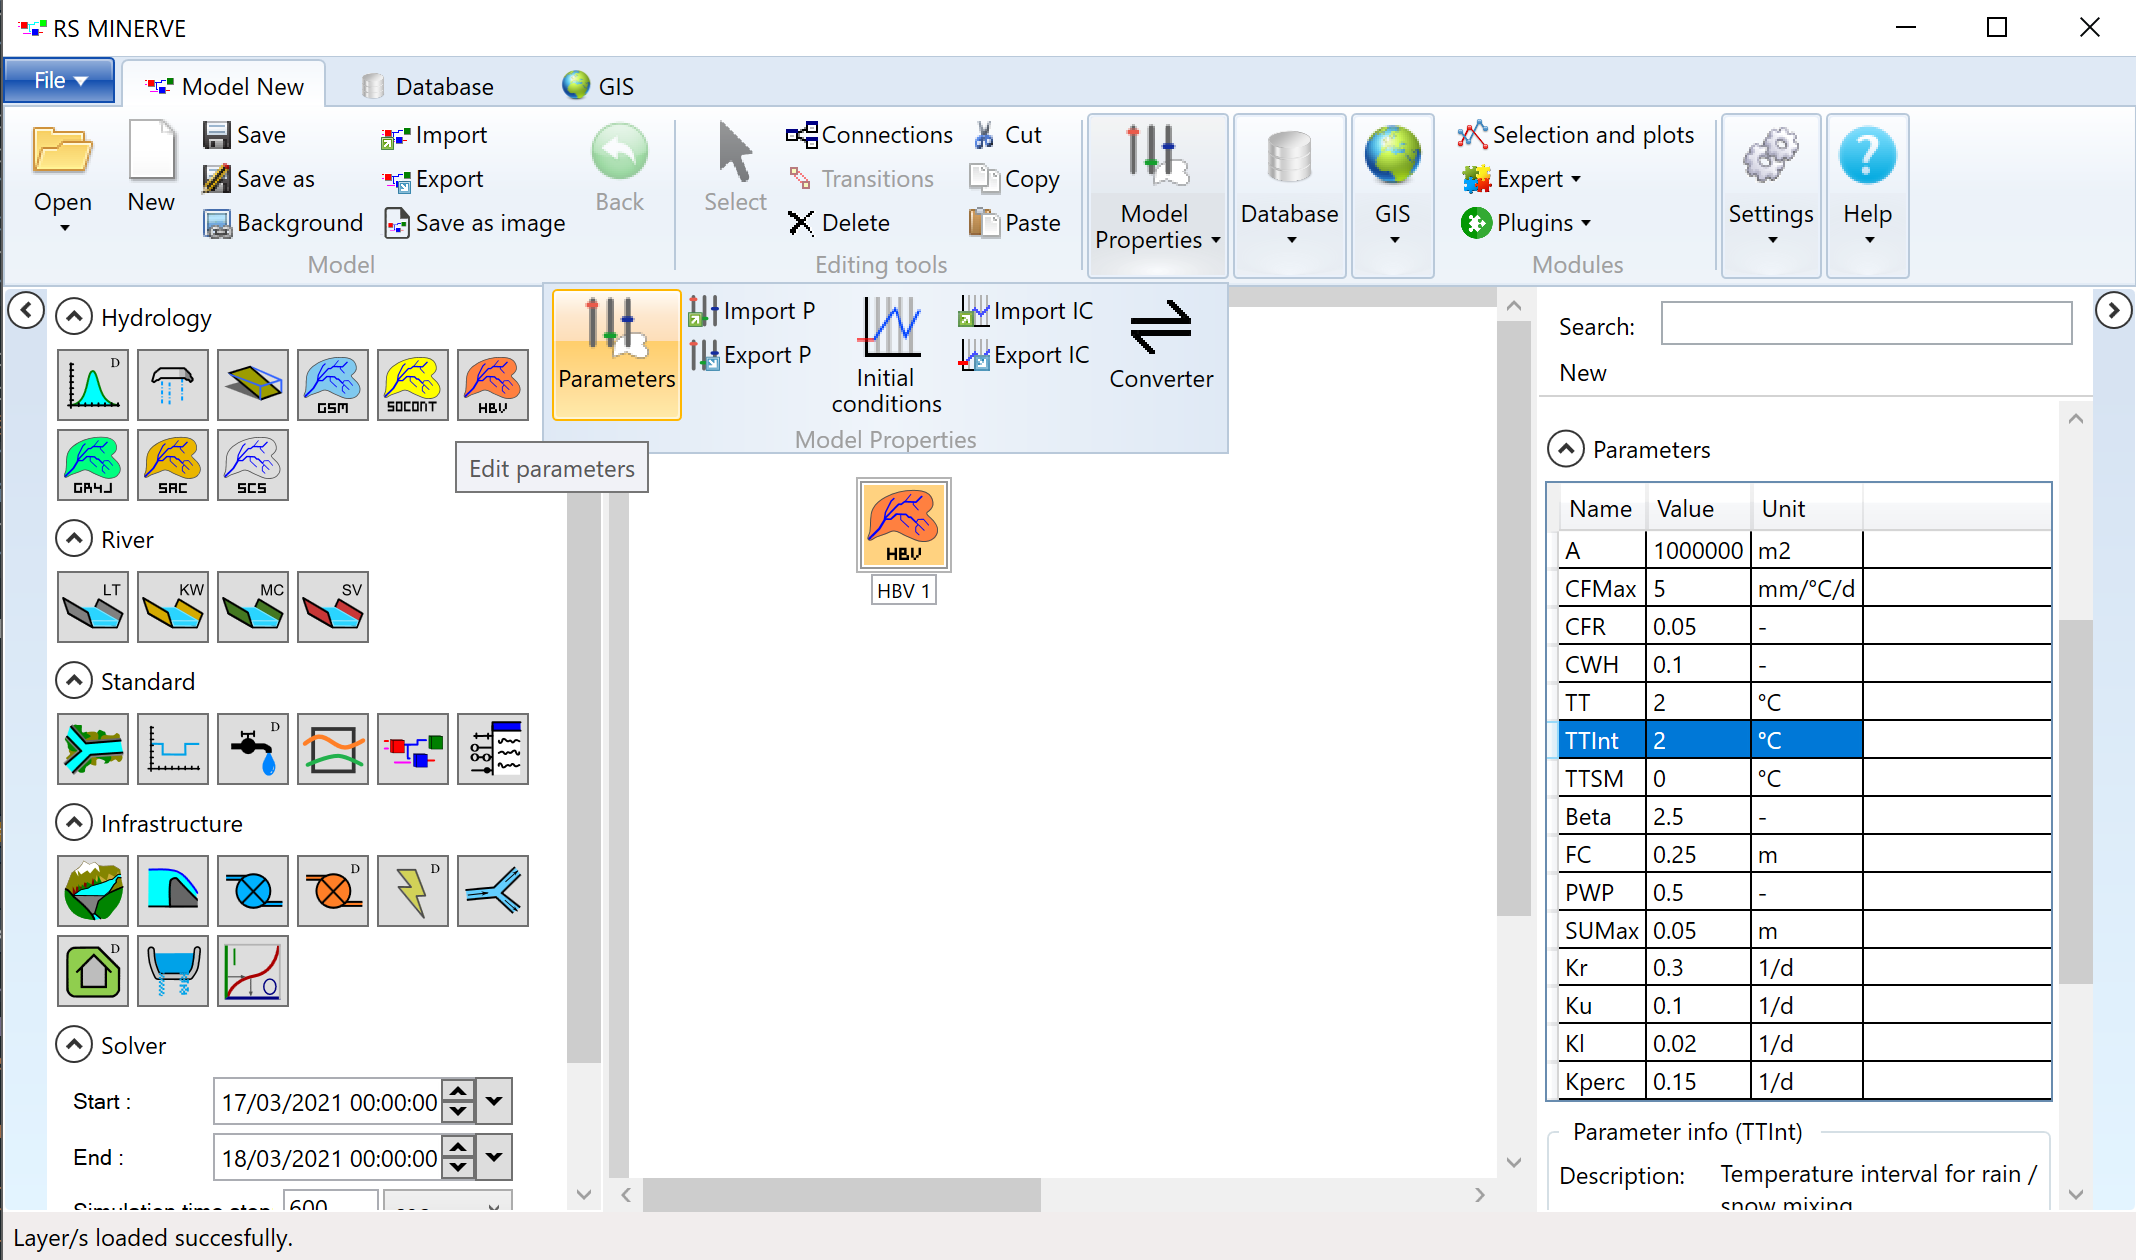 RS MINERVE
File
Model New
Database
GIS
Open
New
Save
Save as
Background
Import
Export
Save as image
Back
Model
Select
Connections
Transitions
Delete
Cut
Copy
Paste
Editing tools
Model
Properties
Database
GIS
Selection and plots
Expert
Plugins
Modules
Settings
Help
Parameters
Import P
Export P
Initial
conditions
Import IC
Export IC
Converter
Model Properties
Edit parameters
Hydrology
D
GSM
SOCONT
HBV
GR4J
SAC
SCS
River
LT
KW
MC
SV
Standard
D
Infrastructure
D
D
D
I
O
Solver
Start :
17/03/2021 00:00:00
End :
18/03/2021 00:00:00
Simulation time step
600
HBV
HBV 1
Search:
New
Parameters
Name Value Unit
A 1000000 m2
CFMax 5 mm/°C/d
CFR 0.05 -
CWH 0.1 -
TT 2 °C
TTInt 2 °C
TTSM 0 °C
Beta 2.5 -
FC 0.25 m
PWP 0.5 -
SUMax 0.05 m
Kr 0.3 1/d
Ku 0.1 1/d
Kl 0.02 1/d
Kperc 0.15 1/d
Parameter info (TTInt)
Description: Temperature interval for rain /
snow mixing
Layer/s loaded succesfully.